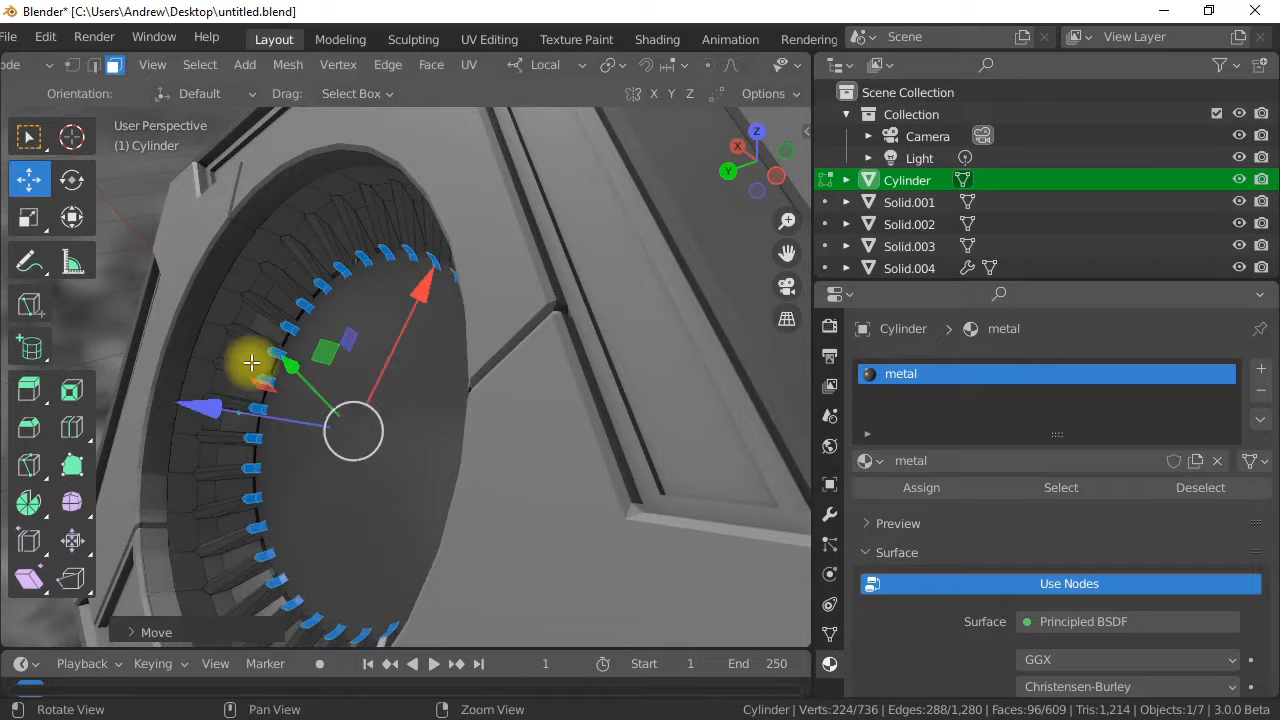 Blender* [C:\Users\Andrew\Desktop\untitled.blend]
File Edit Render Window Help Layout Modeling Sculpting UV Editing Texture Paint Shading Animation Rendering Scene View Layer
ode View Select Add Mesh Vertex Edge Face UV Local
Orientation: Default Drag: Select Box X Y Z Options
User Perspective
(1) Cylinder
Z
X
Y
Move
Scene Collection
Collection
Camera
Light
Cylinder
Solid.001
Solid.002
Solid.003
Solid.004
Cylinder > metal
metal
metal
Assign Select Deselect
Preview
Surface
Use Nodes
Surface Principled BSDF
GGX
Christensen-Burley
Playback Keying View Marker 1 Start 1 End 250
Rotate View Pan View Zoom View Cylinder | Verts:224/736 | Edges:288/1,280 | Faces:96/609 | Tris:1,214 | Objects:1/7 | 3.0.0 Beta